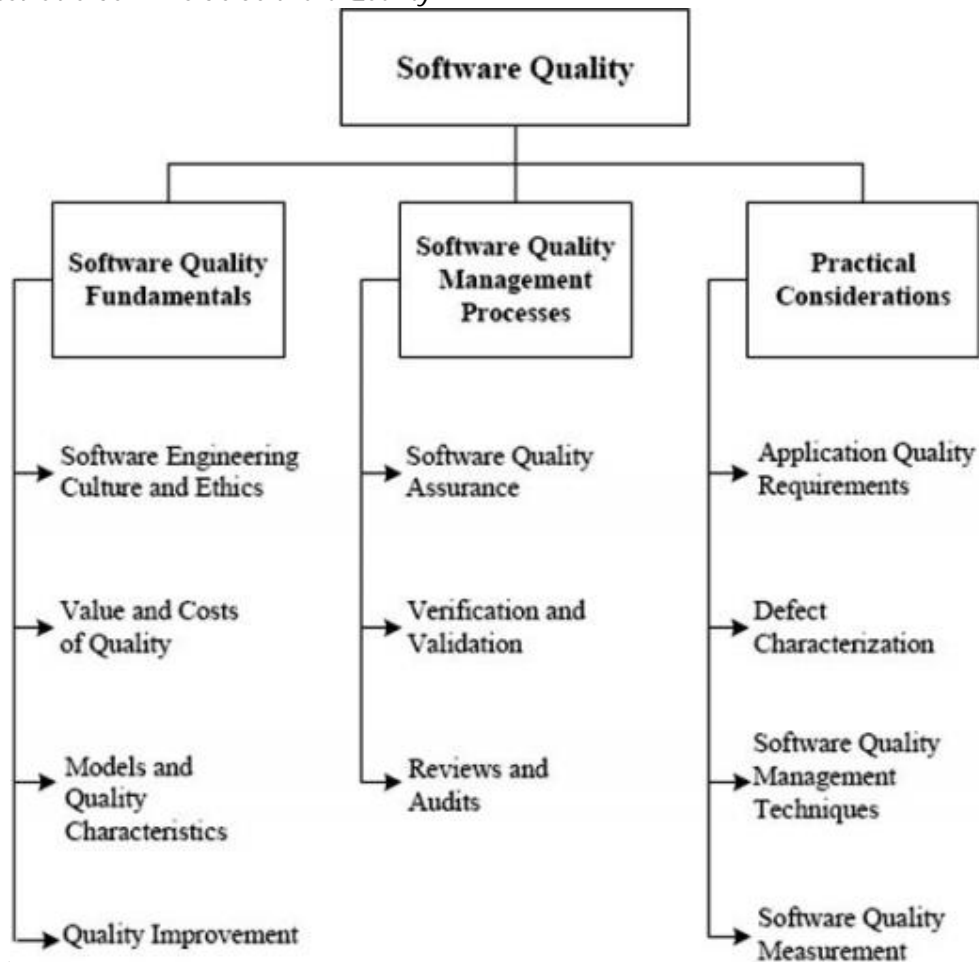 Software Quality
Software Quality
Fundamentals
Software Engineering
Culture and Ethics
Value and Costs
of Quality
Models and
Quality
Characteristics
Quality Improvement
Software Quality
Management
Processes
Software Quality
Assurance
Verification and
Validation
Reviews and
Audits
Practical
Considerations
Application Quality
Requirements
Defect
Characterization
Software Quality
Management
Techniques
Software Quality
Measurement